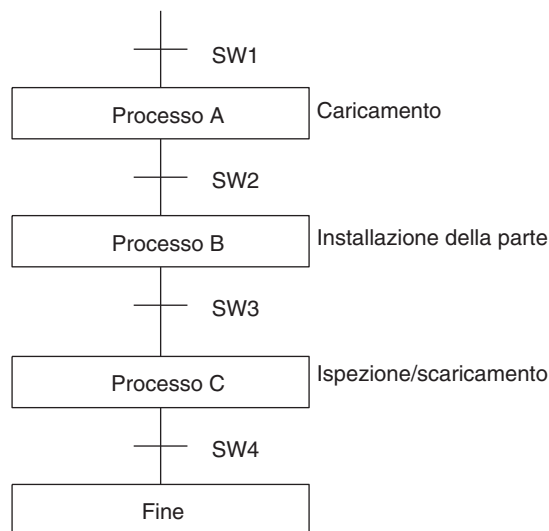 SW1
Processo A
Caricamento
SW2
Processo B
Installazione della parte
SW3
Processo C
Ispezione/scaricamento
SW4
Fine